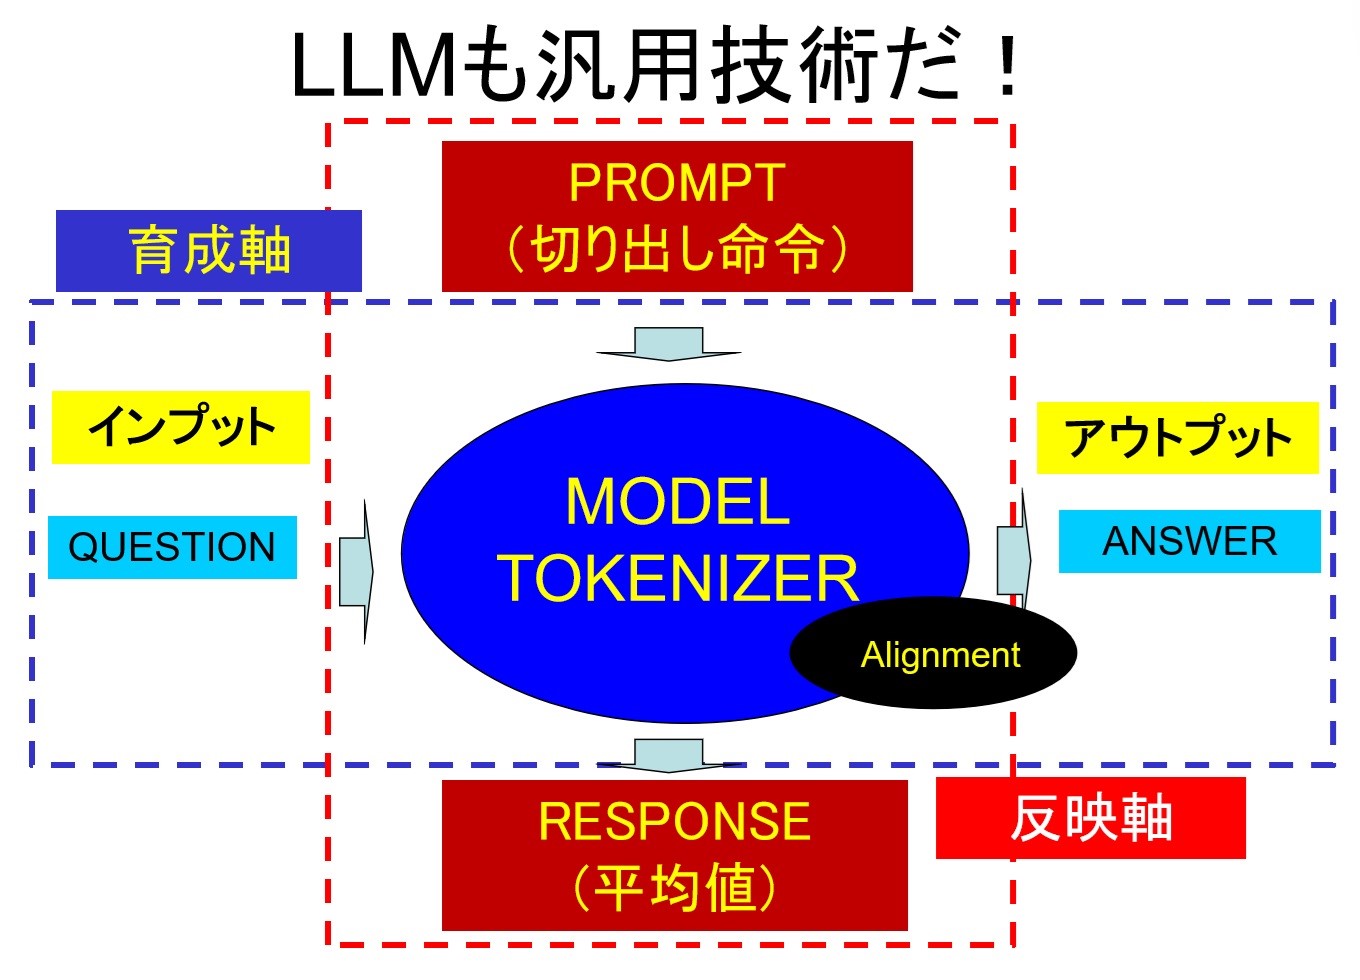 LLMも汎用技術だ！
PROMPT
（切り出し命令）
育成軸
インプット
QUESTION
MODEL
TOKENIZER
Alignment
アウトプット
ANSWER
RESPONSE
（平均値）
反映軸